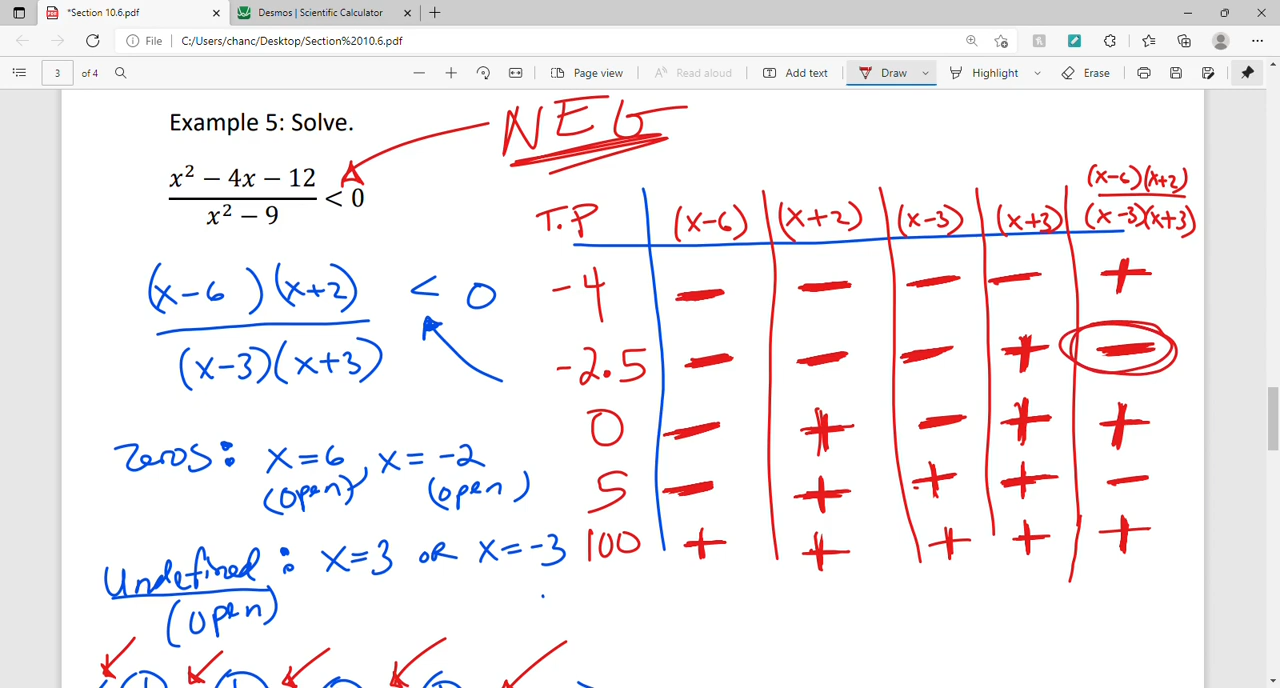 *Section 10.6.pdf
Desmos | Scientific Calculator
File | C:/Users/chanc/Desktop/Section%2010.6.pdf
3 of 4
Page view
Read aloud
Add text
Draw
Highlight
Erase
Example 5: Solve.
NEG
x² − 4x − 12
x² − 9
< 0
(x-6)(x+2) < 0
(x-3)(x+3)
Zeros: x=6, x=-2
(open) (open)
Undefined: x=3 OR x=-3
(open)
(x-6)(x+2)
T.P (x-6) (x+2) (x-3) (x+3) (x-3)(x+3)
-4 − − − − +
-2.5 − − − + −
0 − + − + +
5 − + + + −
100 + + + + +